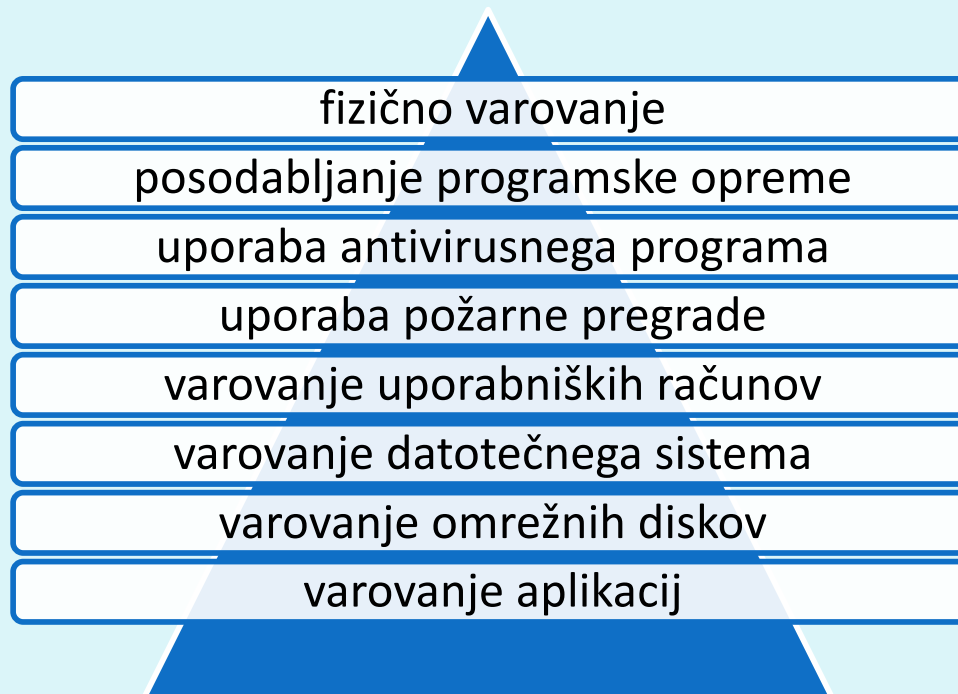 fizično varovanje
posodabljanje programske opreme
uporaba antivirusnega programa
uporaba požarne pregrade
varovanje uporabniških računov
varovanje datotečnega sistema
varovanje omrežnih diskov
varovanje aplikacij